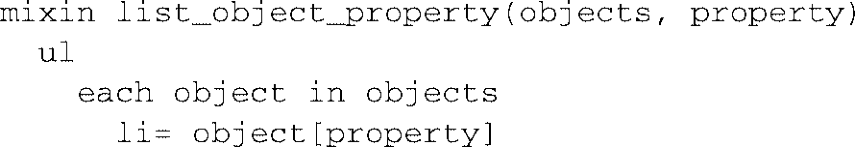 mixin list_object_property(objects, property)
  ul
    each object in objects
      li= object[property]